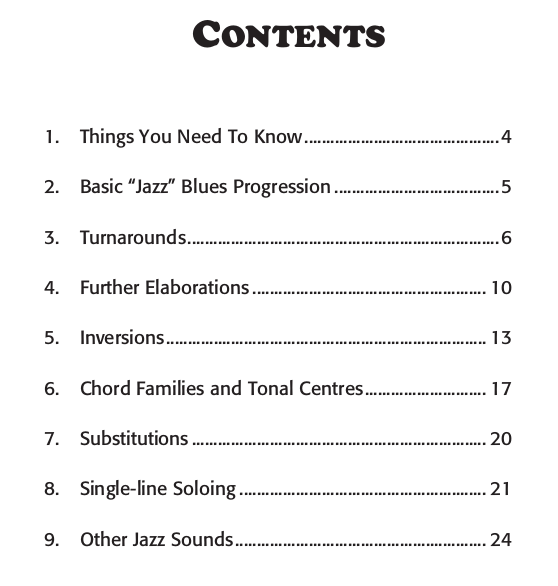 CONTENTS
1. Things You Need To Know............................................4
2. Basic “Jazz” Blues Progression.....................................5
3. Turnarounds......................................................................6
4. Further Elaborations..................................................... 10
5. Inversions........................................................................ 13
6. Chord Families and Tonal Centres............................ 17
7. Substitutions................................................................... 20
8. Single-line Soloing........................................................ 21
9. Other Jazz Sounds......................................................... 24